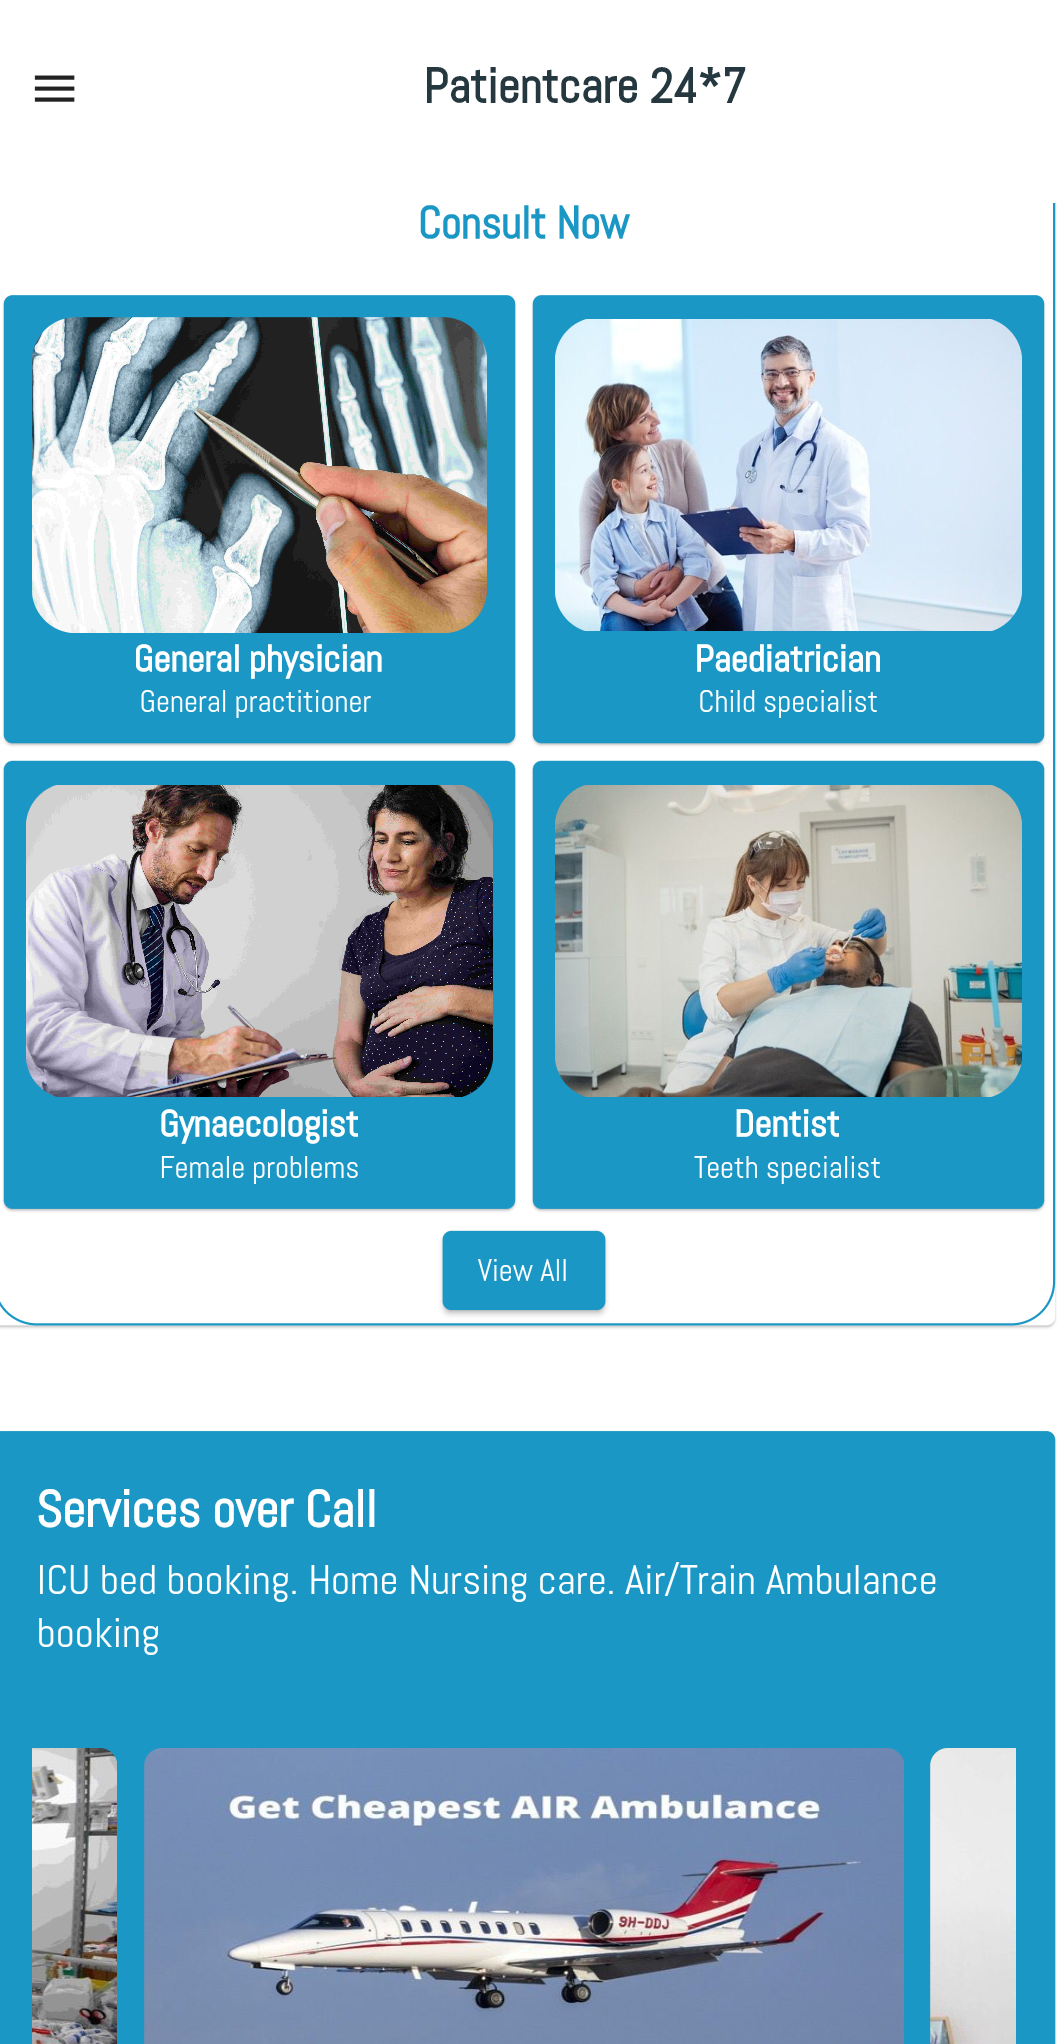 Patientcare 24*7
Consult Now
General physician
General practitioner
Paediatrician
Child specialist
Gynaecologist
Female problems
Dentist
Teeth specialist
View All
Services over Call
ICU bed booking. Home Nursing care. Air/Train Ambulance
booking
Get Cheapest AIR Ambulance
9H-DDJ